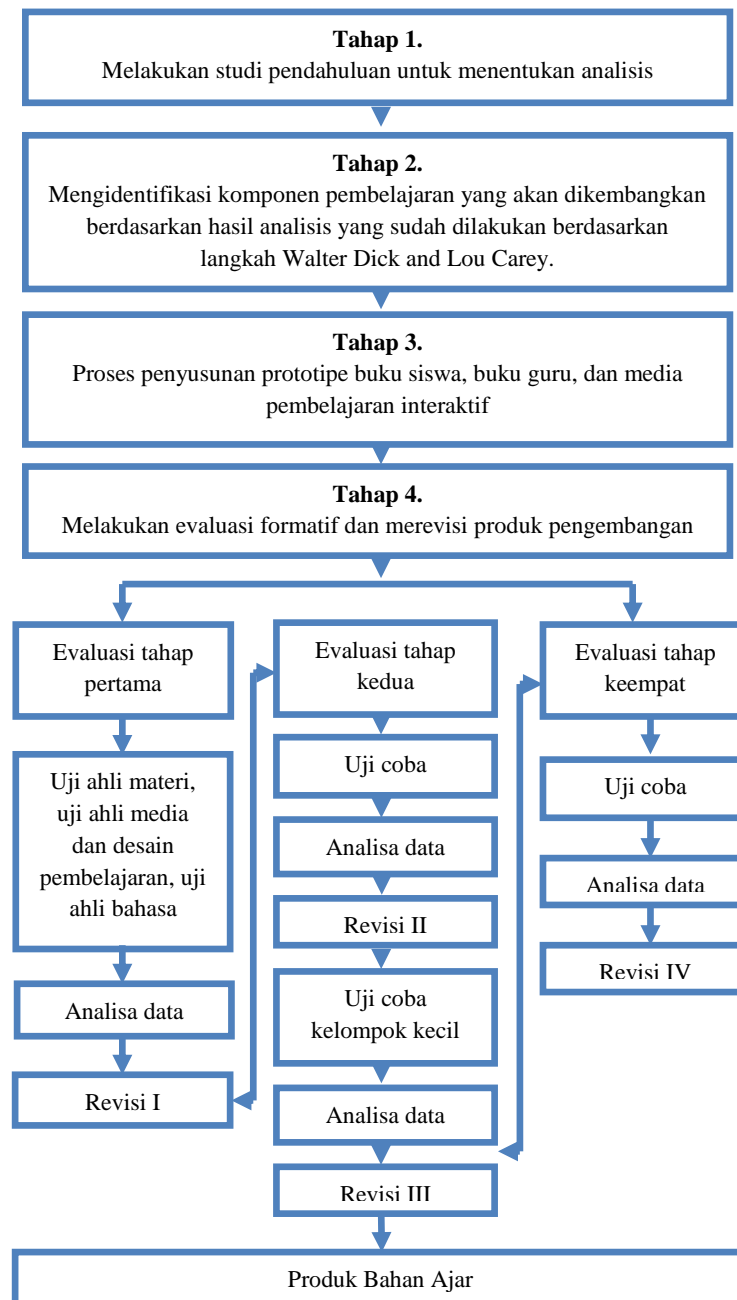 Tahap 1.
Melakukan studi pendahuluan untuk menentukan analisis
Tahap 2.
Mengidentifikasi komponen pembelajaran yang akan dikembangkan
berdasarkan hasil analisis yang sudah dilakukan berdasarkan
langkah Walter Dick and Lou Carey.
Tahap 3.
Proses penyusunan prototipe buku siswa, buku guru, dan media
pembelajaran interaktif
Tahap 4.
Melakukan evaluasi formatif dan merevisi produk pengembangan
Evaluasi tahap
pertama
Uji ahli materi,
uji ahli media
dan desain
pembelajaran, uji
ahli bahasa
Analisa data
Revisi I
Evaluasi tahap
kedua
Uji coba
Analisa data
Revisi II
Uji coba
kelompok kecil
Analisa data
Revisi III
Evaluasi tahap
keempat
Uji coba
Analisa data
Revisi IV
Produk Bahan Ajar